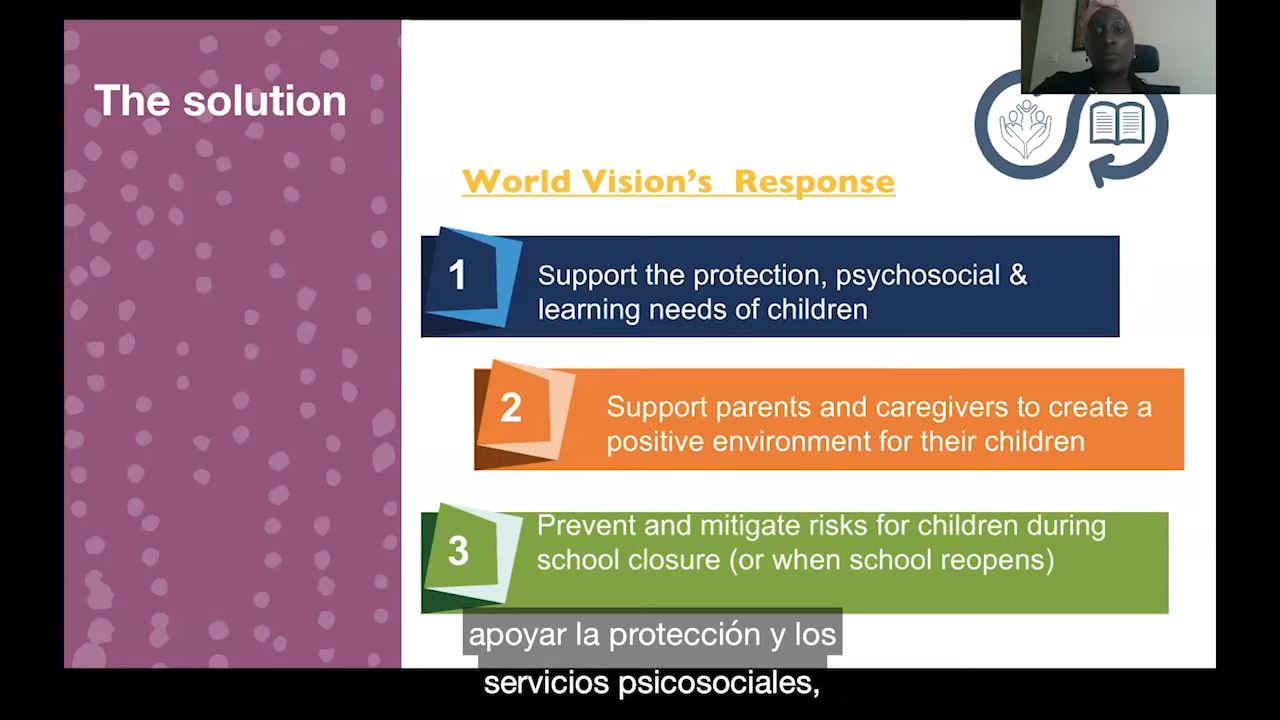 The solution
World Vision's  Response
1
Support the protection, psychosocial &
learning needs of children
2
Support parents and caregivers to create a
positive environment for their children
3
Prevent and mitigate risks for children during
school closure (or when school reopens)
apoyar la protección y los
servicios psicosociales,